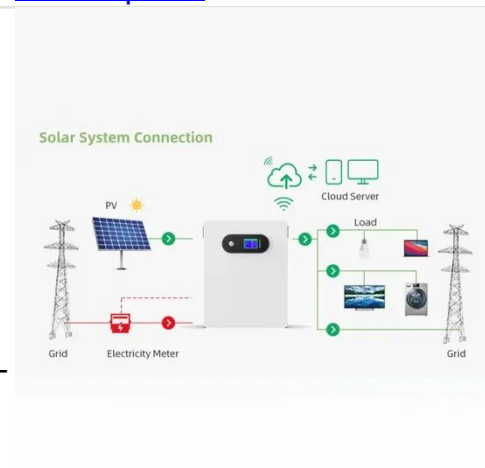 Solar System Connection
Cloud Server
PV
Load
Grid
Electricity Meter
Grid